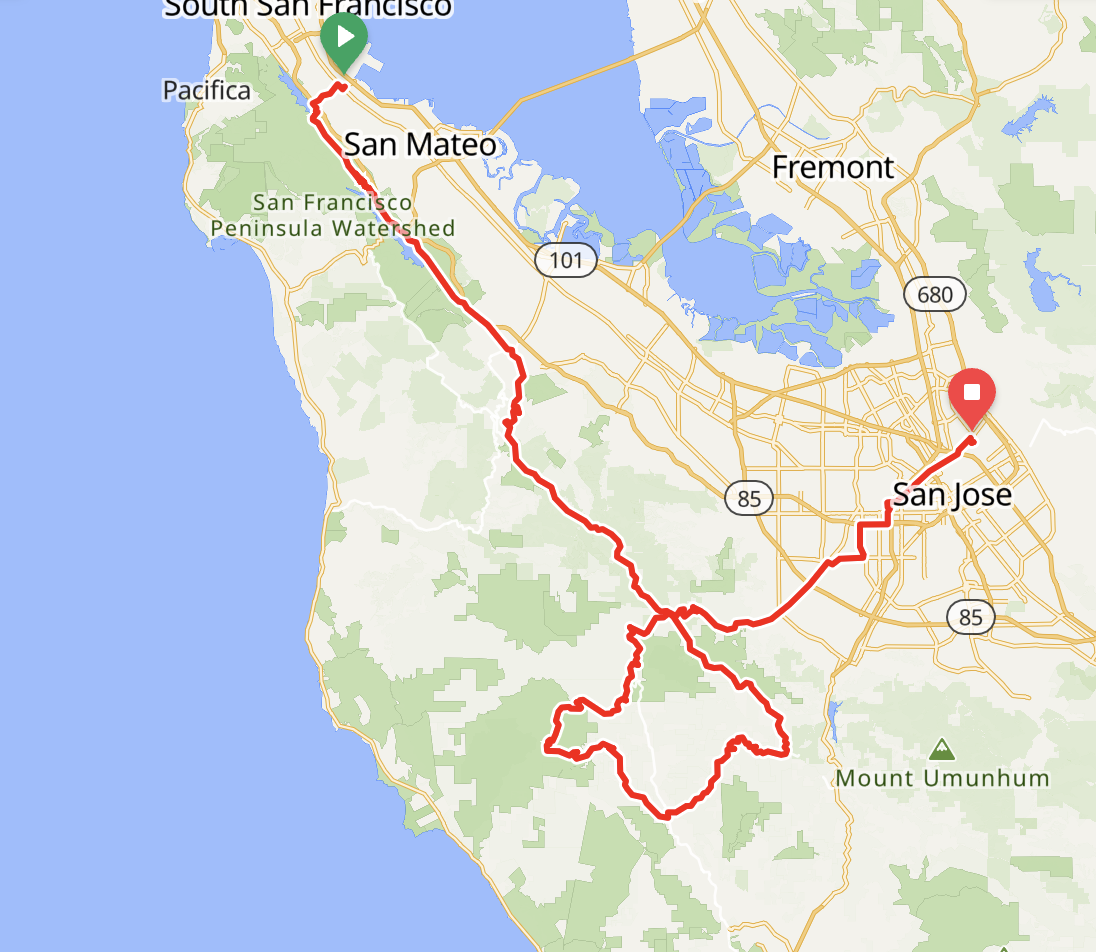 South San Francisco
Pacifica
San Mateo
Fremont
San Francisco
Peninsula Watershed
101
680
85
San Jose
85
Mount Umunhum